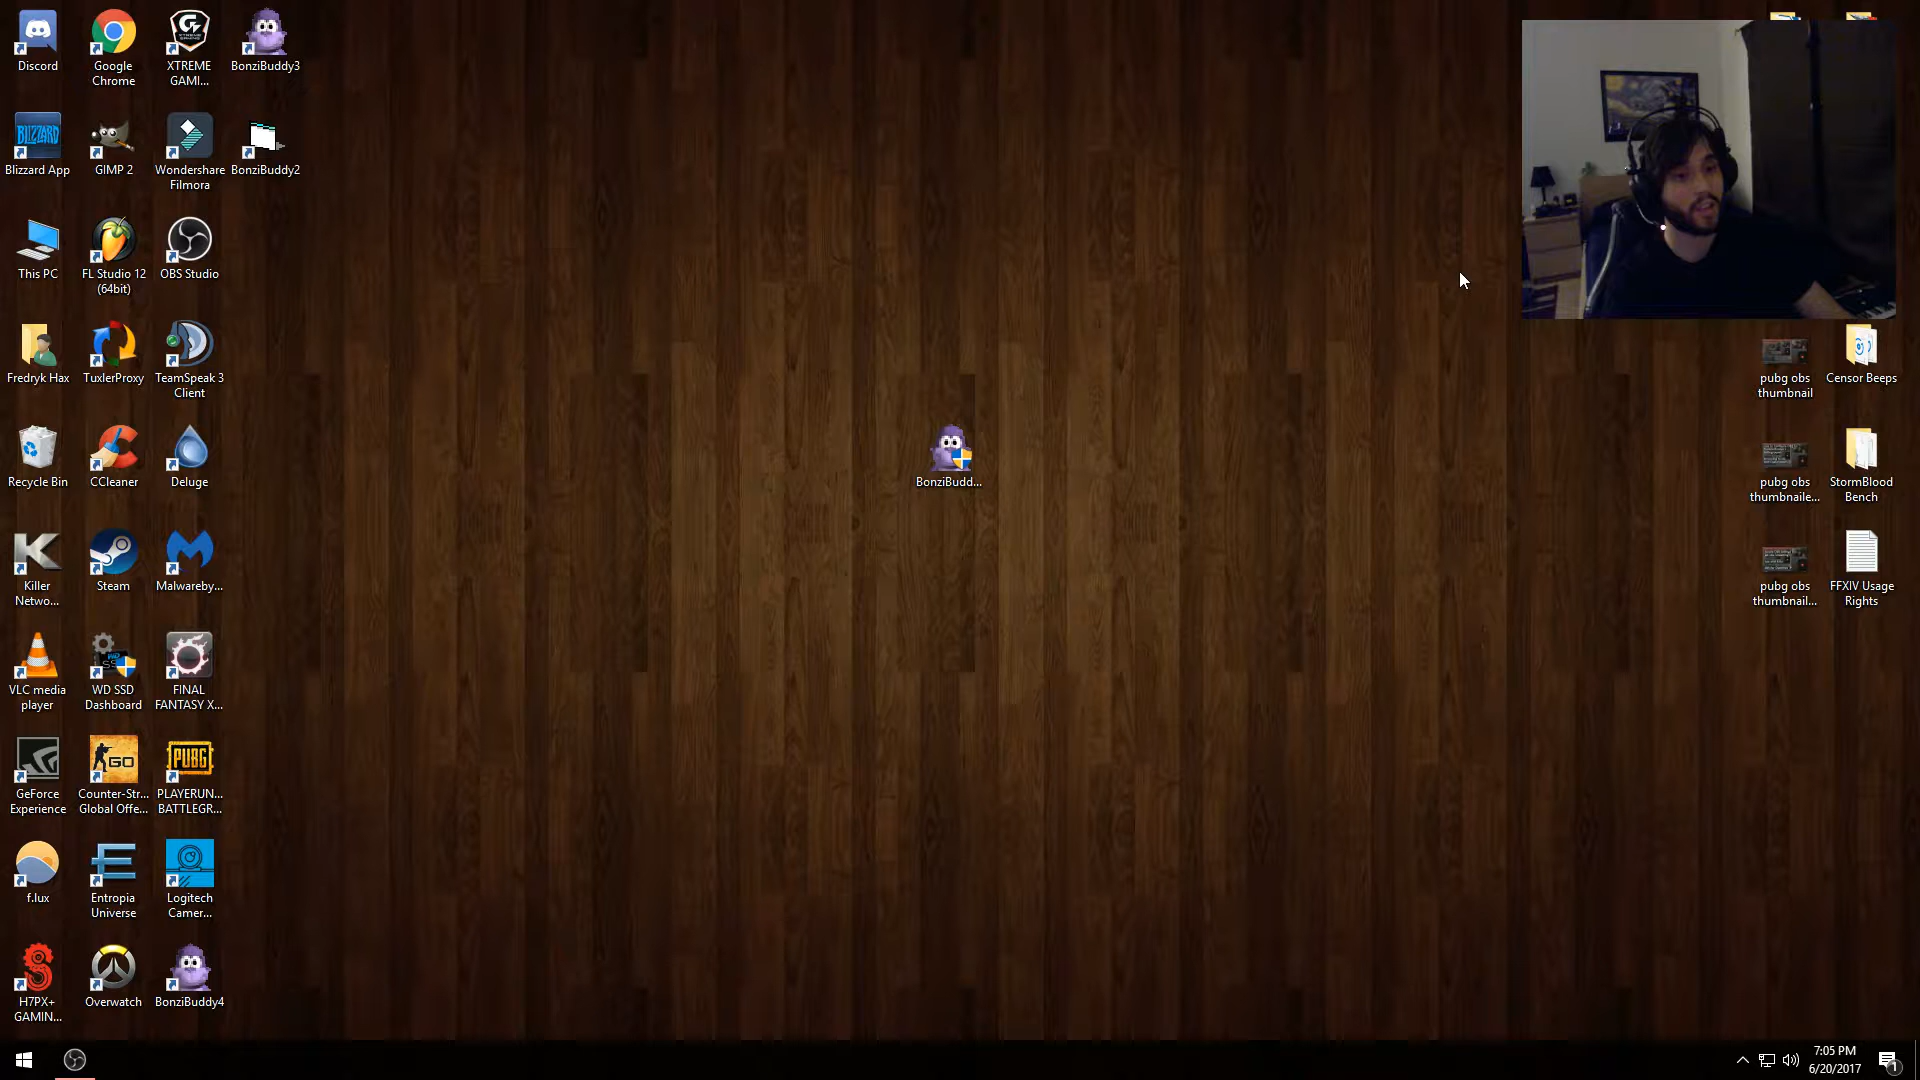 Discord
Google
Chrome
XTREME
GAMI...
BonziBuddy3
BLIZZARD
Blizzard App
GIMP 2
Wondershare
Filmora
BonziBuddy2
This PC
FL Studio 12
(64bit)
OBS Studio
Fredryk Hax
TuxlerProxy
TeamSpeak 3
Client
pubg obs
thumbnail
Censor Beeps
Recycle Bin
CCleaner
Deluge
BonziBudd...
pubg obs
thumbnaile...
StormBlood
Bench
Killer
Netwo...
Steam
Malwareby...
pubg obs
thumbnail...
FFXIV Usage
Rights
VLC media
player
WD SSD
Dashboard
FINAL
FANTASY X...
GO
PUBG
GeForce
Experience
Counter-Str...
Global Offe...
PLAYERUN...
BATTLEGR...
f.lux
Entropia
Universe
Logitech
Camer...
H7PX+
GAMIN...
Overwatch
BonziBuddy4
7:05 PM
6/20/2017
1